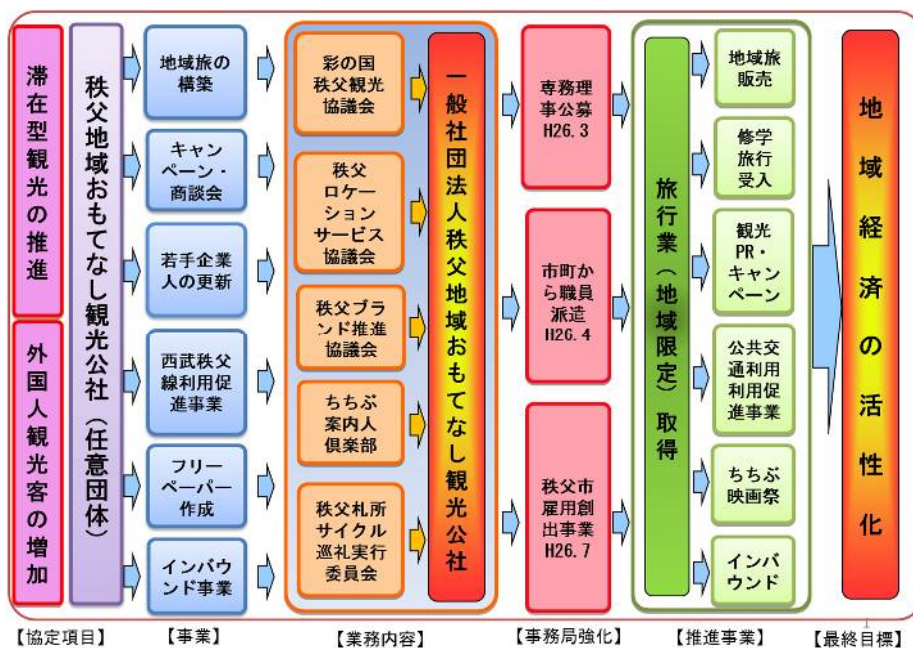 滞在型観光の推進
外国人観光客の増加
秩父地域おもてなし観光公社（任意団体）
地域旅の
構築
キャン
ペーン・
商談会
若手企業
人の更新
西武秩父
線利用促
進事業
フリー
ペーパー
作成
インバウ
ンド事業
彩の国
秩父観光
協議会
秩父
ロケー
ション
サービス
協議会
秩父ブラ
ンド推進
協議会
ちちぶ
案内人
倶楽部
秩父札所
サイクル
巡礼実行
委員会
一般社団法人秩父地域おもてなし観光公社
専務理
事公募
H26.3
市町か
ら職員
派造
H26.4
秩父市
雇用創
出事業
H26.7
旅行業（地域限定）取得
地域旅
販売
修学
旅行
受入
観光
PR・
キャン
ペーン
公共交
通利用
利用促
進事業
ちちぶ
映画祭
インバ
ウンド
地域経済の活性化
【協定項目】
【事業】
【業務内容】
【事務局強化】
【推進事業】
【最終目標】
1